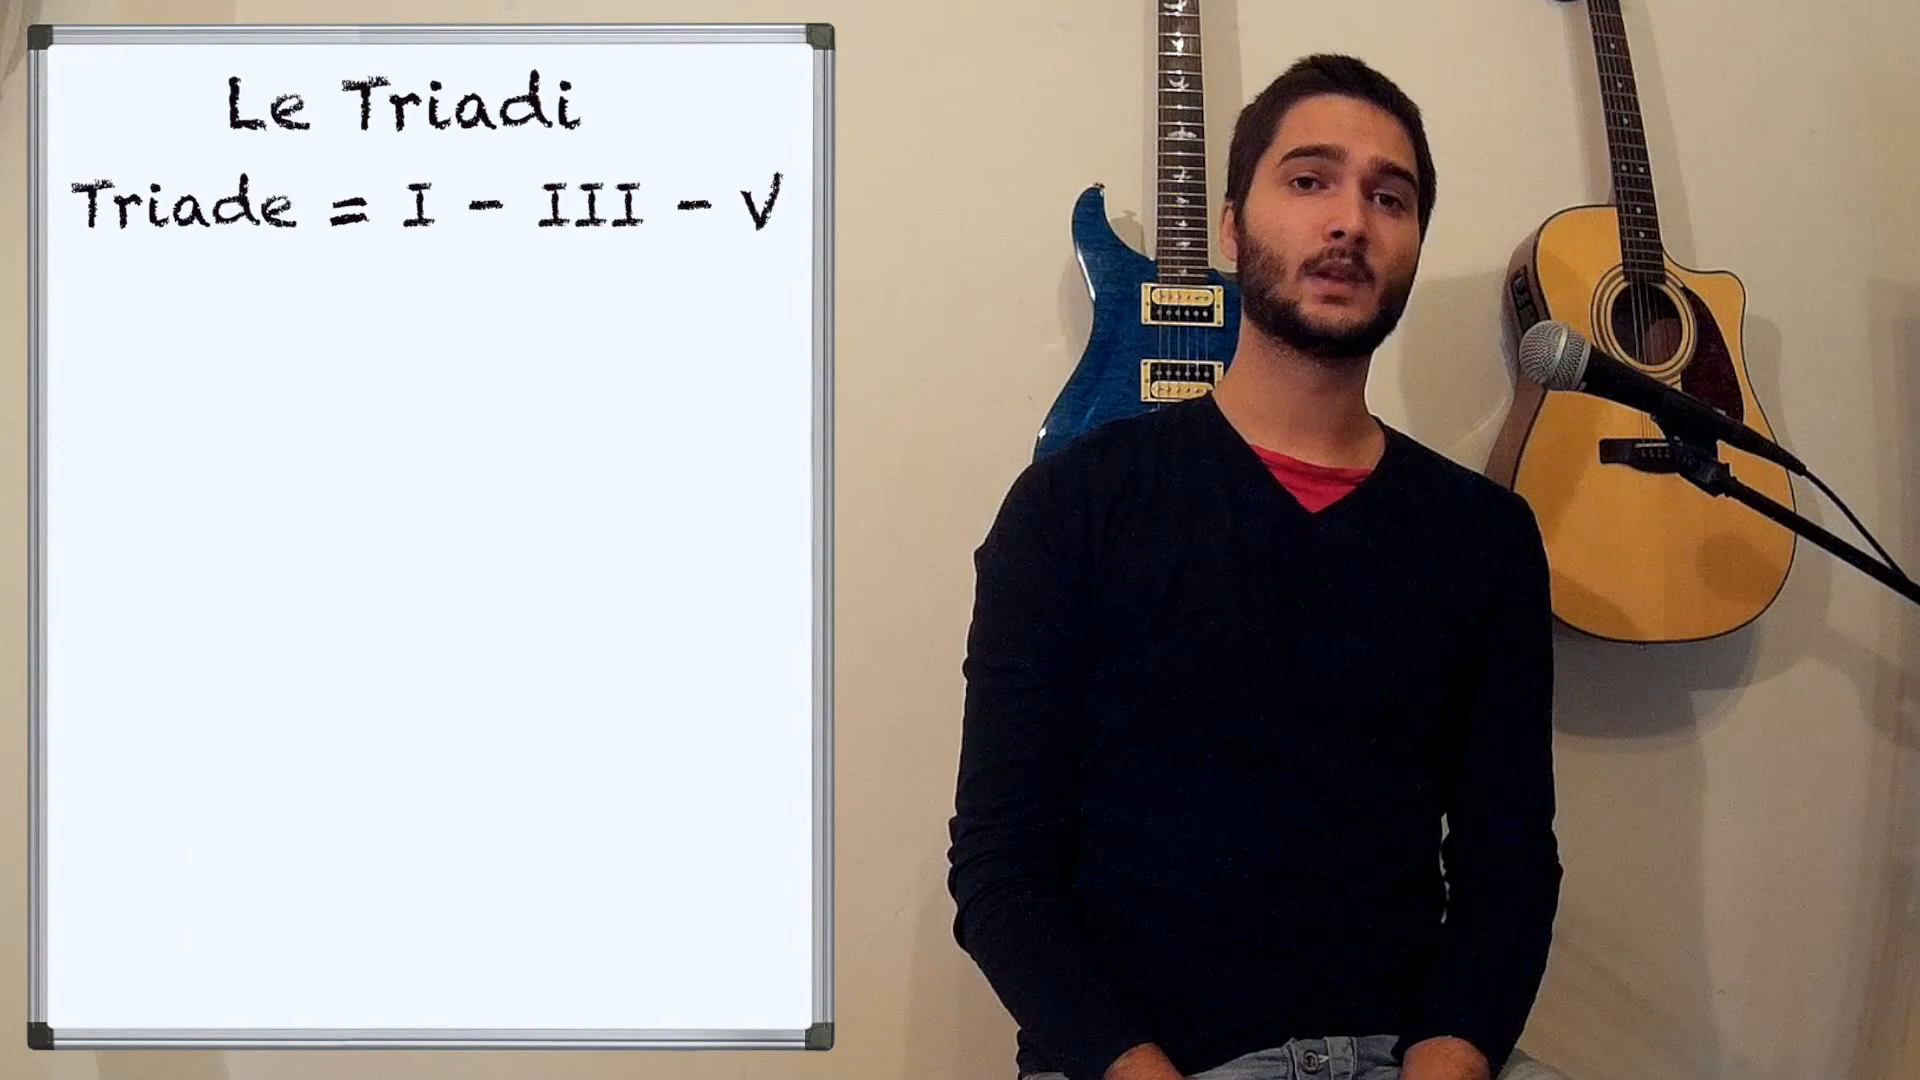 Le Triadi
Triade = I - III - V